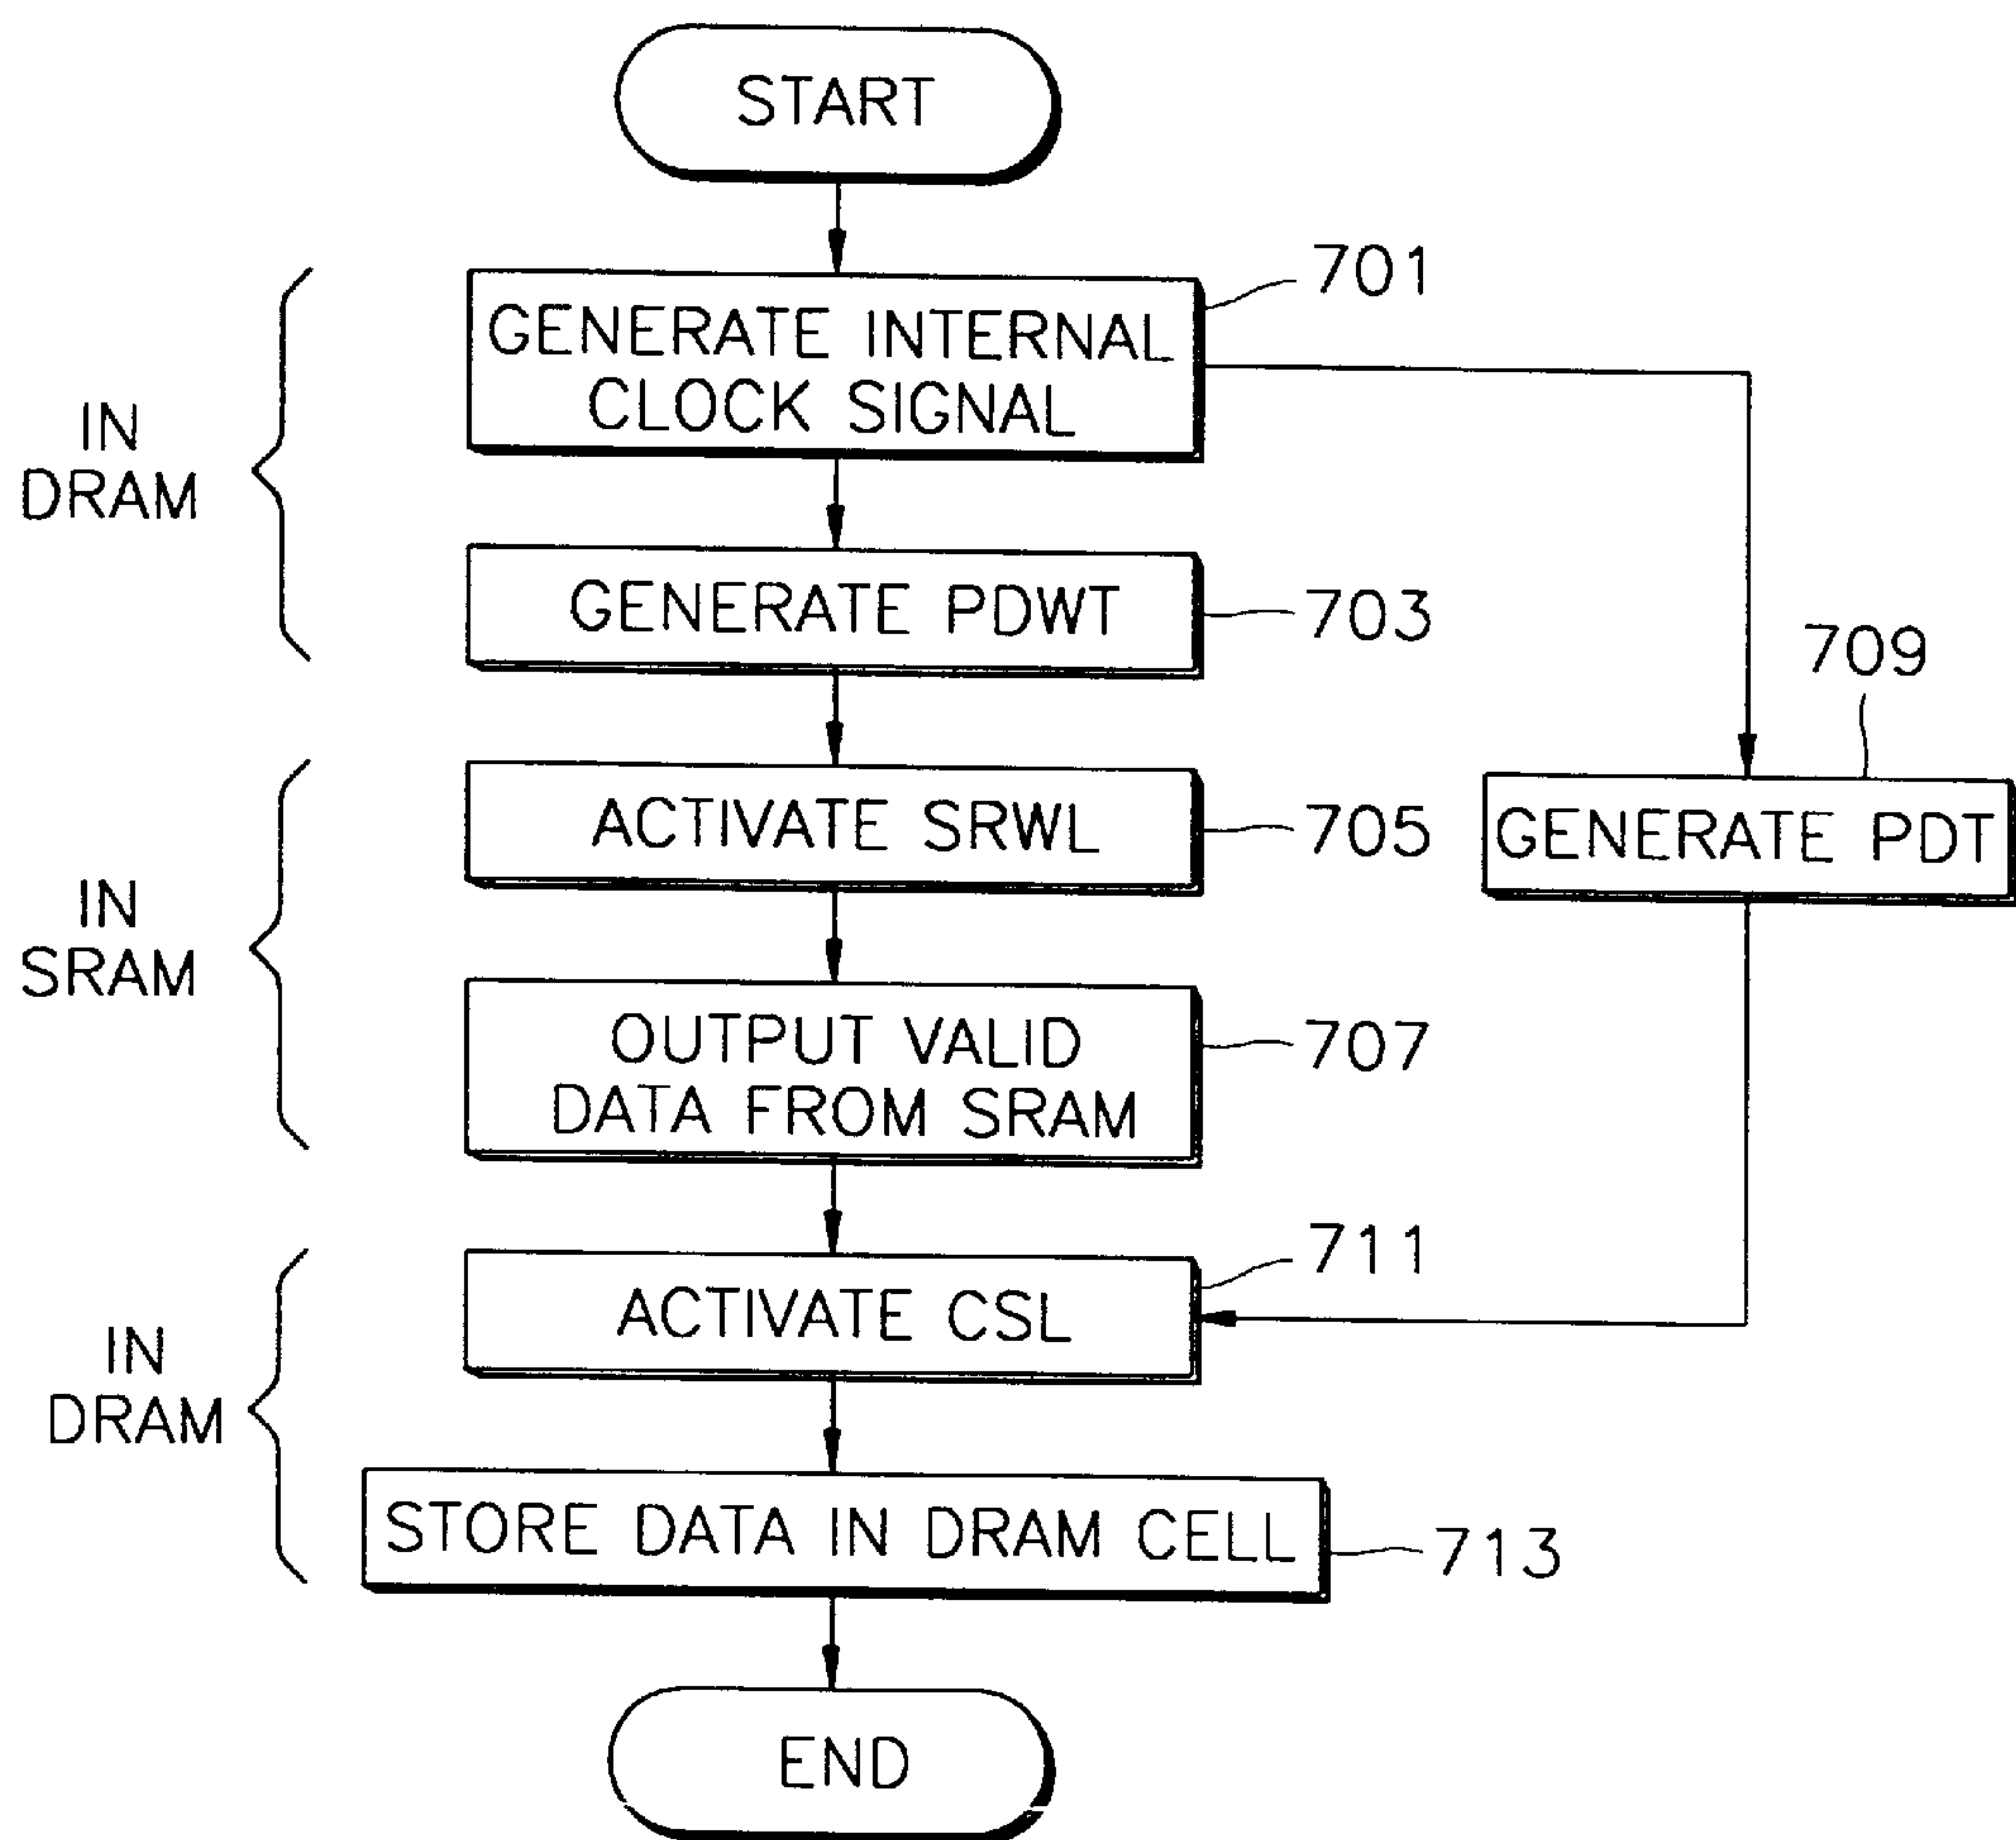 START
701
GENERATE INTERNAL
CLOCK SIGNAL
IN
DRAM
GENERATE PDWT
703
709
ACTIVATE SRWL
705
GENERATE PDT
IN
SRAM
OUTPUT VALID
DATA FROM SRAM
707
711
ACTIVATE CSL
IN
DRAM
STORE DATA IN DRAM CELL
713
END